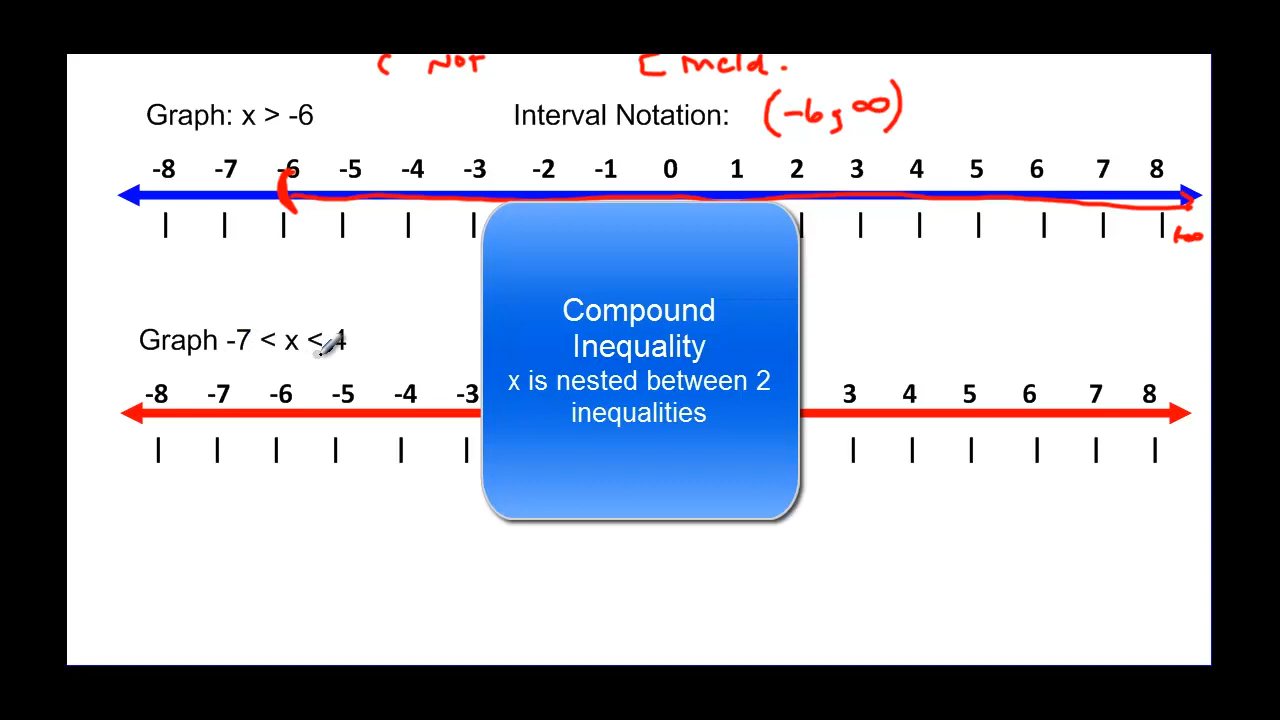 ( Not [ Incld.
Graph: x > -6 Interval Notation: (-6, ∞)
-8 -7 -6 -5 -4 -3 -2 -1 0 1 2 3 4 5 6 7 8
+∞
Compound
Inequality
x is nested between 2
inequalities
Graph -7 < x < 4
-8 -7 -6 -5 -4 -3 3 4 5 6 7 8